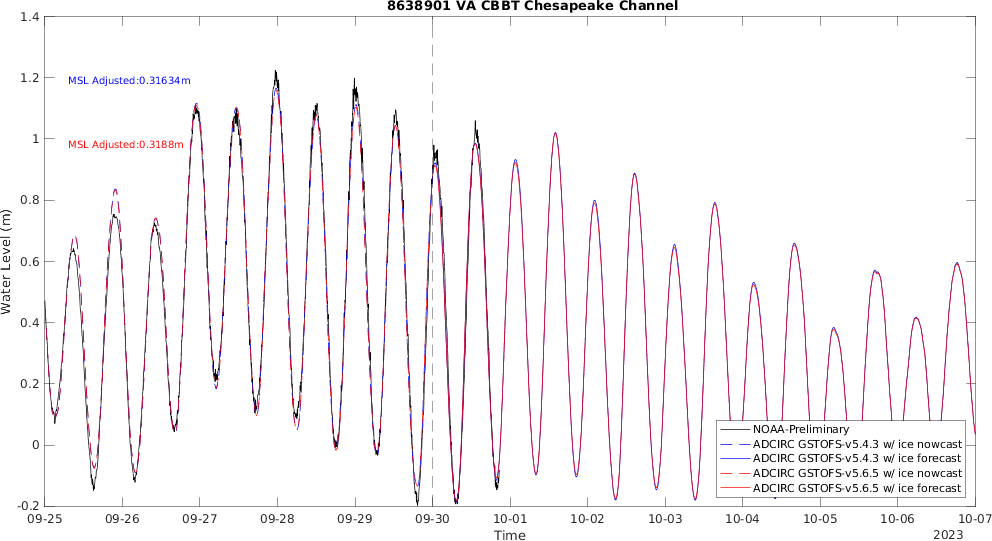 8638901 VA CBBT Chesapeake Channel
1.4
1.2
1
0.8
0.6
0.4
0.2
0
-0.2
Water Level (m)
MSL Adjusted:0.31634m
MSL Adjusted:0.3188m
NOAA-Preliminary
ADCIRC GSTOFS-v5.4.3 w/ ice nowcast
ADCIRC GSTOFS-v5.4.3 w/ ice forecast
ADCIRC GSTOFS-v5.6.5 w/ ice nowcast
ADCIRC GSTOFS-v5.6.5 w/ ice forecast
09-25 09-26 09-27 09-28 09-29 09-30 10-01 10-02 10-03 10-04 10-05 10-06 10-07
Time
2023